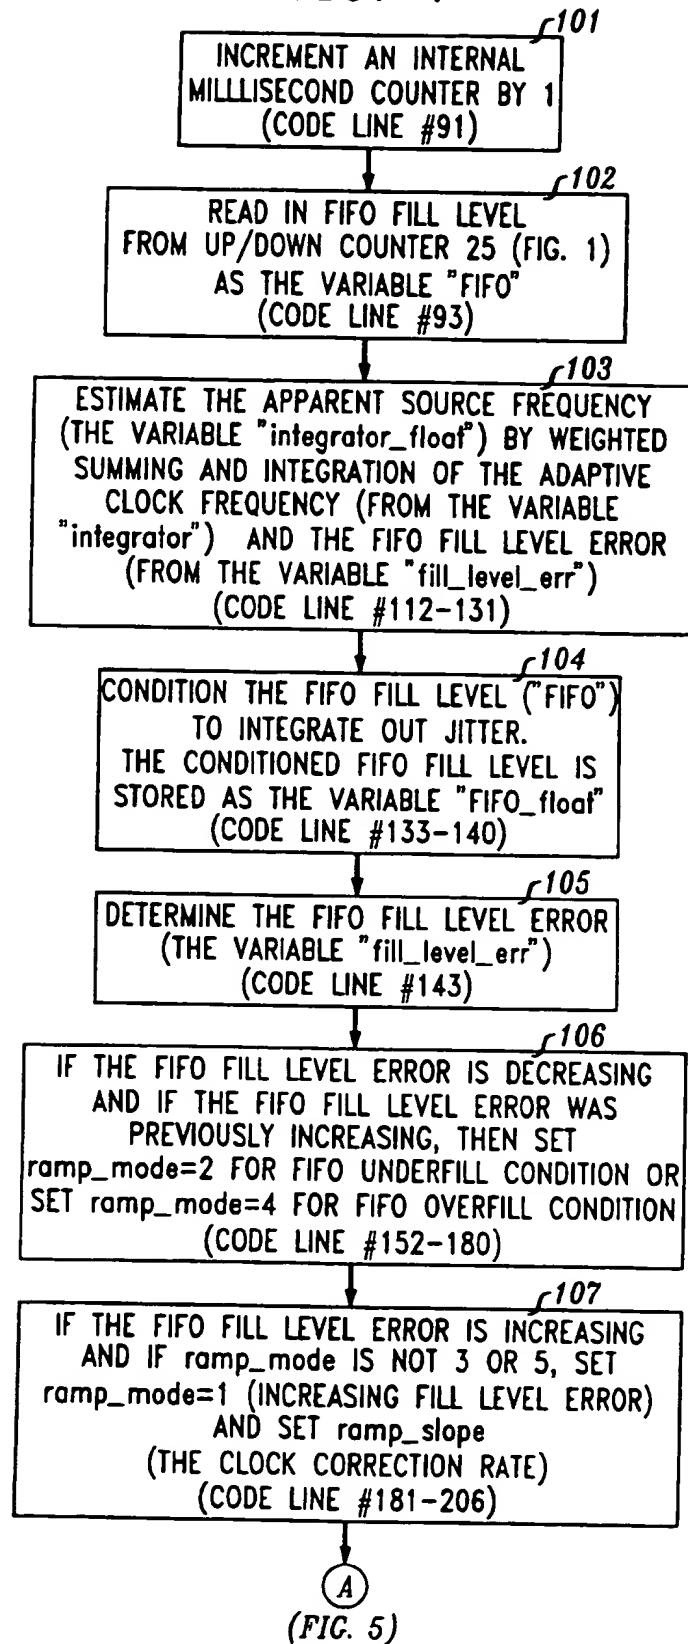 101
INCREMENT AN INTERNAL
MILLLISECOND COUNTER BY 1
(CODE LINE #91)
102
READ IN FIFO FILL LEVEL
FROM UP/DOWN COUNTER 25 (FIG. 1)
AS THE VARIABLE "FIFO"
(CODE LINE #93)
103
ESTIMATE THE APPARENT SOURCE FREQUENCY
(THE VARIABLE "integrator_float") BY WEIGHTED
SUMMING AND INTEGRATION OF THE ADAPTIVE
CLOCK FREQUENCY (FROM THE VARIABLE
"integrator") AND THE FIFO FILL LEVEL ERROR
(FROM THE VARIABLE "fill_level_err")
(CODE LINE #112-131)
104
CONDITION THE FIFO FILL LEVEL ("FIFO")
TO INTEGRATE OUT JITTER.
THE CONDITIONED FIFO FILL LEVEL IS
STORED AS THE VARIABLE "FIFO_float"
(CODE LINE #133-140)
105
DETERMINE THE FIFO FILL LEVEL ERROR
(THE VARIABLE "fill_level_err")
(CODE LINE #143)
106
IF THE FIFO FILL LEVEL ERROR IS DECREASING
AND IF THE FIFO FILL LEVEL ERROR WAS
PREVIOUSLY INCREASING, THEN SET
ramp_mode=2 FOR FIFO UNDERFILL CONDITION OR
SET ramp_mode=4 FOR FIFO OVERFILL CONDITION
(CODE LINE #152-180)
107
IF THE FIFO FILL LEVEL ERROR IS INCREASING
AND IF ramp_mode IS NOT 3 OR 5, SET
ramp_mode=1 (INCREASING FILL LEVEL ERROR)
AND SET ramp_slope
(THE CLOCK CORRECTION RATE)
(CODE LINE #181-206)
A
(FIG. 5)